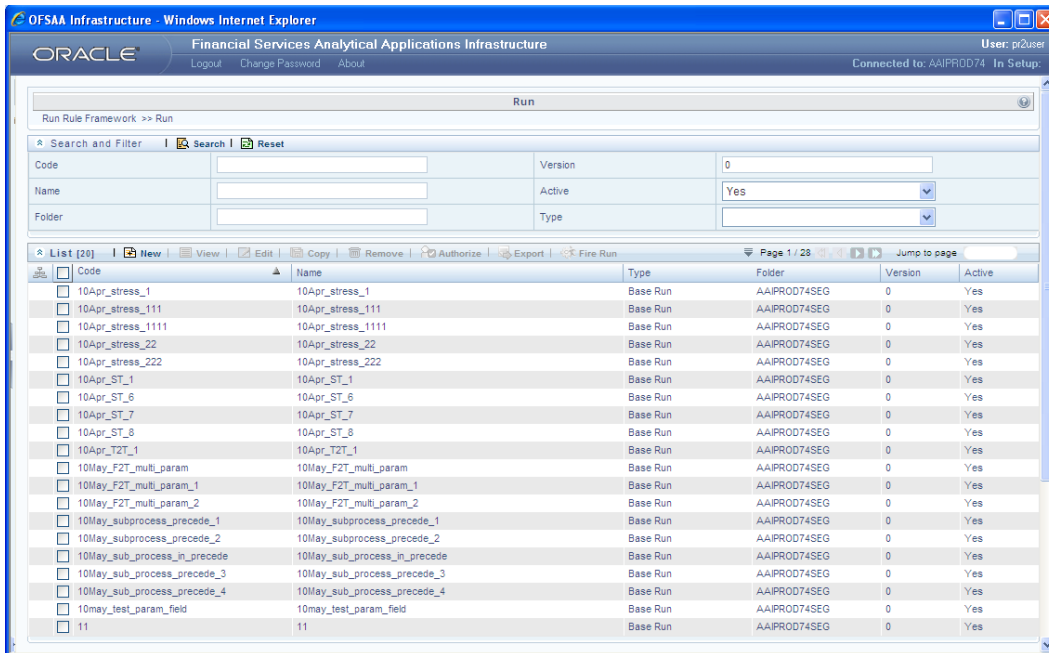 OFSAA Infrastructure - Windows Internet Explorer
ORACLE
Financial Services Analytical Applications Infrastructure
User: pr2user
Logout Change Password About
Connected to: AAIPROD74 In Setup:
Run
Run Rule Framework >> Run
Search and Filter | Search | Reset
Code Version 0
Name Active Yes
Folder Type
List [20] | New | View | Edit | Copy | Remove | Authorize | Export | Fire Run Page 1 / 28 Jump to page
Code Name Type Folder Version Active
10Apr_stress_1 10Apr_stress_1 Base Run AAIPROD74SEG 0 Yes
10Apr_stress_111 10Apr_stress_111 Base Run AAIPROD74SEG 0 Yes
10Apr_stress_1111 10Apr_stress_1111 Base Run AAIPROD74SEG 0 Yes
10Apr_stress_22 10Apr_stress_22 Base Run AAIPROD74SEG 0 Yes
10Apr_stress_222 10Apr_stress_222 Base Run AAIPROD74SEG 0 Yes
10Apr_ST_1 10Apr_ST_1 Base Run AAIPROD74SEG 0 Yes
10Apr_ST_6 10Apr_ST_6 Base Run AAIPROD74SEG 0 Yes
10Apr_ST_7 10Apr_ST_7 Base Run AAIPROD74SEG 0 Yes
10Apr_ST_8 10Apr_ST_8 Base Run AAIPROD74SEG 0 Yes
10Apr_T2T_1 10Apr_T2T_1 Base Run AAIPROD74SEG 0 Yes
10May_F2T_multi_param 10May_F2T_multi_param Base Run AAIPROD74SEG 0 Yes
10May_F2T_multi_param_1 10May_F2T_multi_param_1 Base Run AAIPROD74SEG 0 Yes
10May_F2T_multi_param_2 10May_F2T_multi_param_2 Base Run AAIPROD74SEG 0 Yes
10May_subprocess_precede_1 10May_subprocess_precede_1 Base Run AAIPROD74SEG 0 Yes
10May_subprocess_precede_2 10May_subprocess_precede_2 Base Run AAIPROD74SEG 0 Yes
10May_sub_process_in_precede 10May_sub_process_in_precede Base Run AAIPROD74SEG 0 Yes
10May_sub_process_precede_3 10May_sub_process_precede_3 Base Run AAIPROD74SEG 0 Yes
10May_sub_process_precede_4 10May_sub_process_precede_4 Base Run AAIPROD74SEG 0 Yes
10may_test_param_field 10may_test_param_field Base Run AAIPROD74SEG 0 Yes
11 11 Base Run AAIPROD74SEG 0 Yes